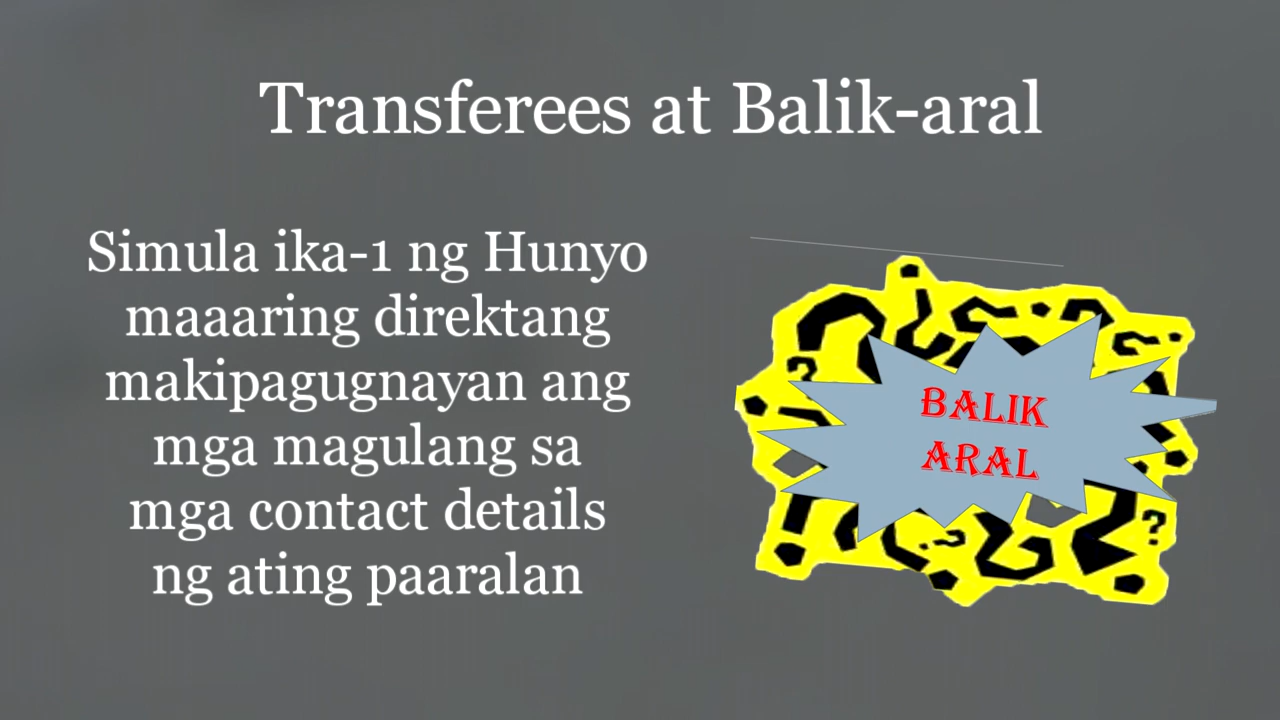 Transferees at Balik-aral
Simula ika-1 ng Hunyo
maaaring direktang
makipagugnayan ang
mga magulang sa
mga contact details
ng ating paaralan
BALIK
ARAL